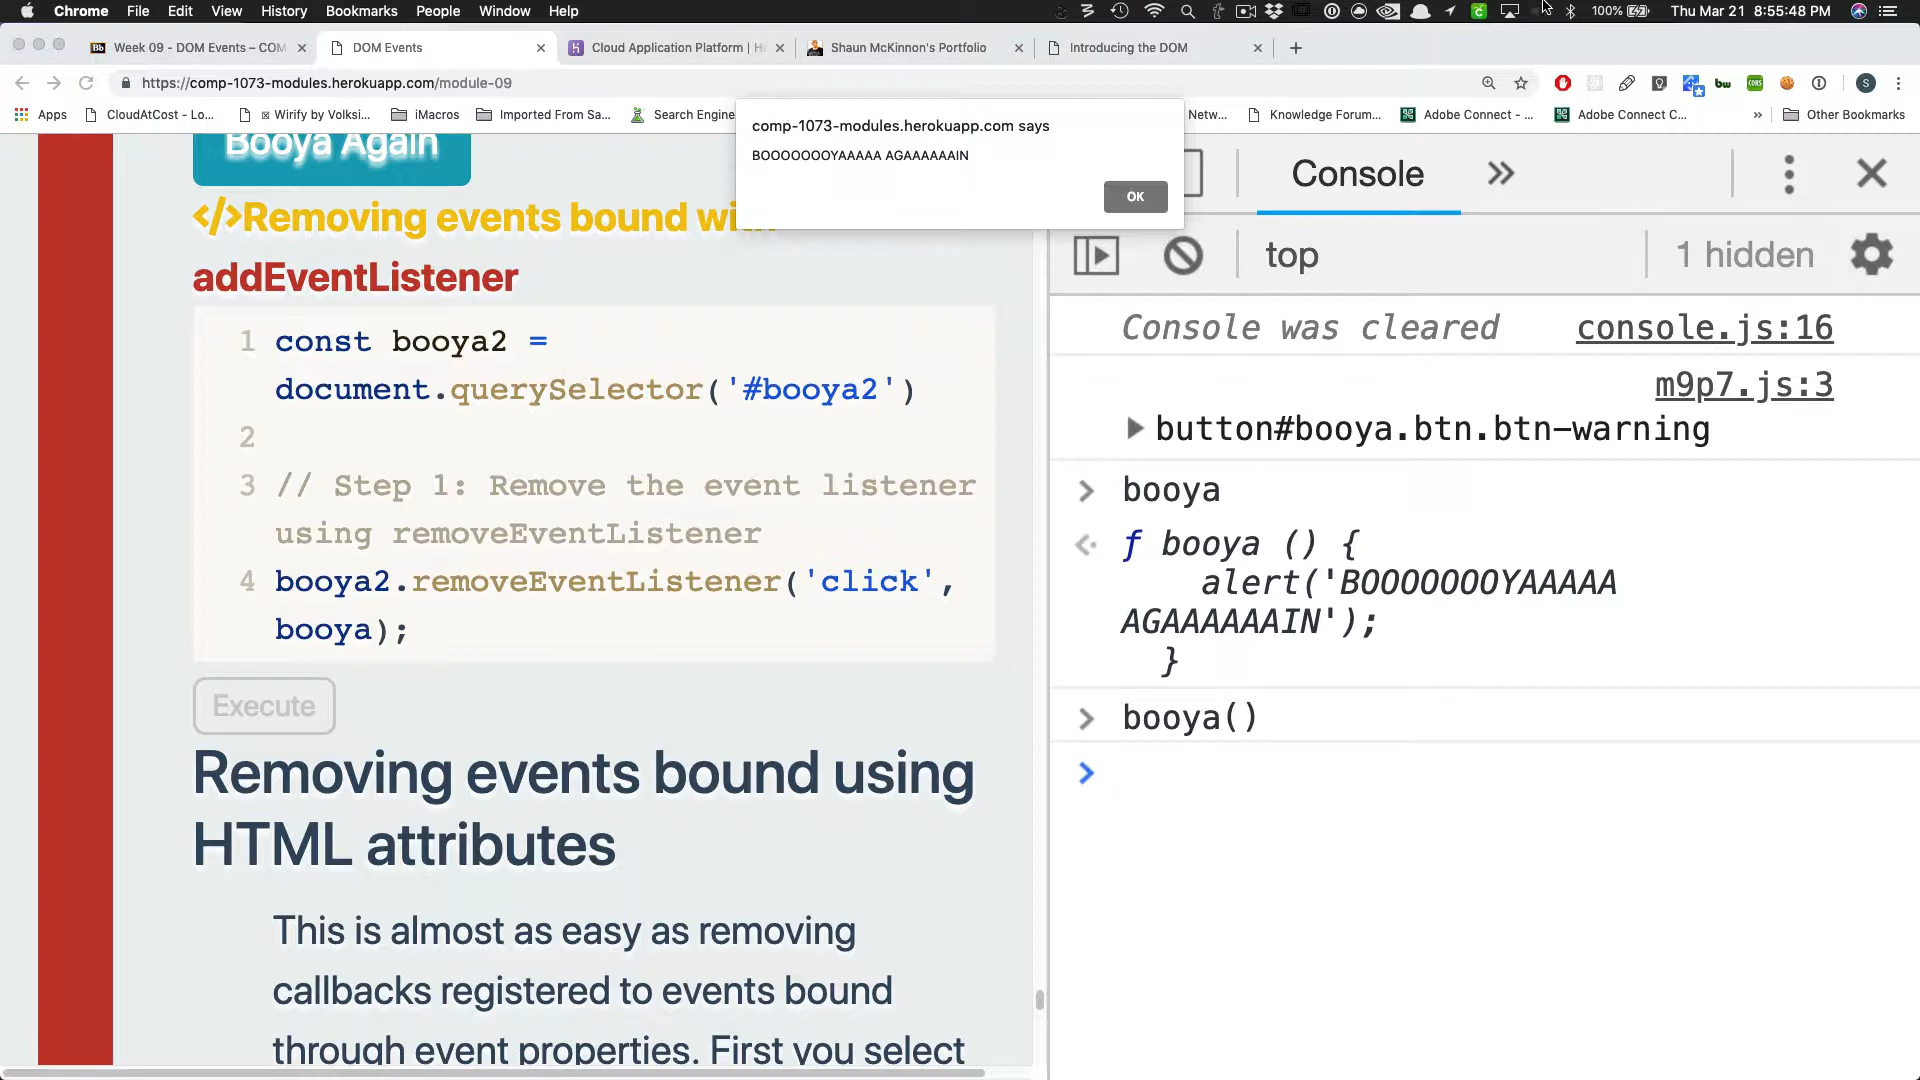 Chrome File Edit View History Bookmarks People Window Help 100% Thu Mar 21 8:55:48 PM
Bb Week 09 - DOM Events – COM DOM Events Cloud Application Platform | H Shaun McKinnon's Portfolio Introducing the DOM
https://comp-1073-modules.herokuapp.com/module-09
Apps CloudAtCost - Lo... Wirify by Volksi... iMacros Imported From Sa... Search Engine Netw... Knowledge Forum... Adobe Connect - ... Adobe Connect C... » Other Bookmarks
comp-1073-modules.herokuapp.com says
BOOOOOOOYAAAAA AGAAAAAAIN
OK
Booya Again
</>Removing events bound with
addEventListener
1 const booya2 =
document.querySelector('#booya2')
2
3 // Step 1: Remove the event listener
using removeEventListener
4 booya2.removeEventListener('click',
booya);
Execute
Removing events bound using
HTML attributes
This is almost as easy as removing
callbacks registered to events bound
through event properties. First you select
Console »
top 1 hidden
Console was cleared console.js:16
m9p7.js:3
button#booya.btn.btn-warning
> booya
ƒ booya () {
alert('BOOOOOOOYAAAAA
AGAAAAAAIN');
}
> booya()
>